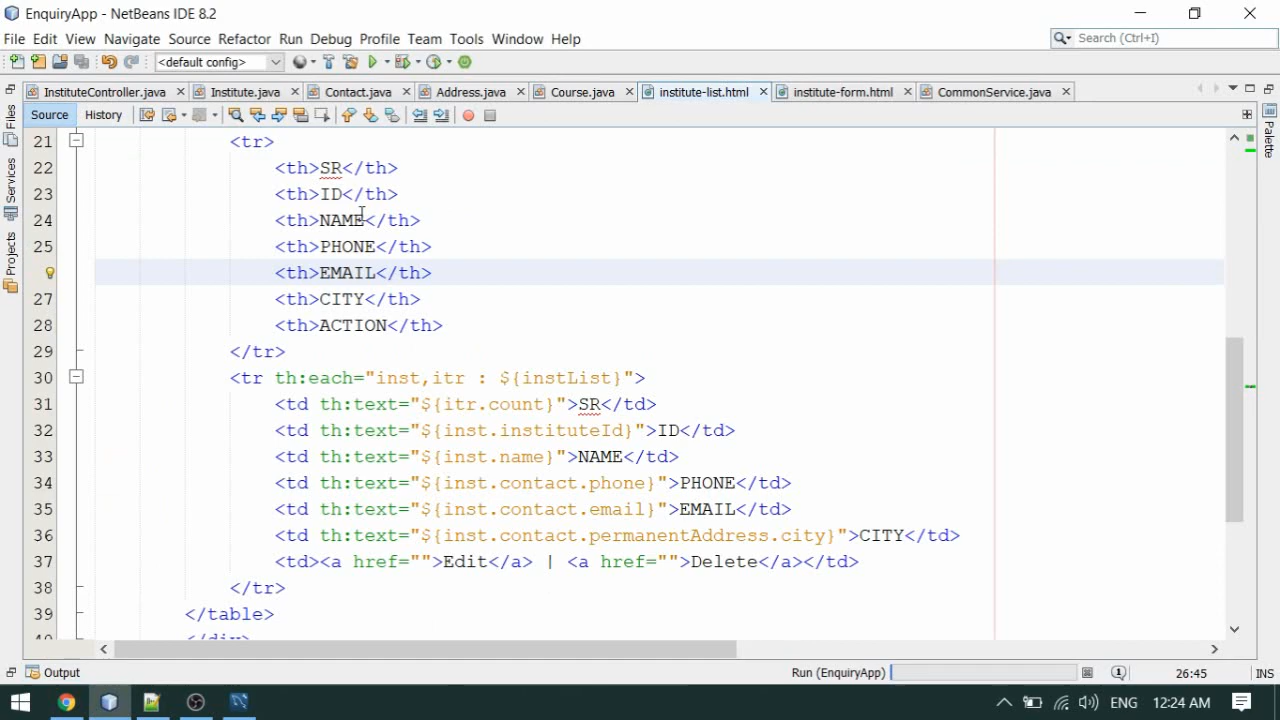 EnquiryApp - NetBeans IDE 8.2
File Edit View Navigate Source Refactor Run Debug Profile Team Tools Window Help
Search (Ctrl+I)
<default config>
InstituteController.java Institute.java Contact.java Address.java Course.java institute-list.html institute-form.html CommonService.java
Source History
Files
Services
Projects
Palette
21 <tr>
22 <th>SR</th>
23 <th>ID</th>
24 <th>NAME</th>
25 <th>PHONE</th>
<th>EMAIL</th>
27 <th>CITY</th>
28 <th>ACTION</th>
29 </tr>
30 <tr th:each="inst,itr : ${instList}">
31 <td th:text="${itr.count}">SR</td>
32 <td th:text="${inst.instituteId}">ID</td>
33 <td th:text="${inst.name}">NAME</td>
34 <td th:text="${inst.contact.phone}">PHONE</td>
35 <td th:text="${inst.contact.email}">EMAIL</td>
36 <td th:text="${inst.contact.permanentAddress.city}">CITY</td>
37 <td><a href="">Edit</a> | <a href="">Delete</a></td>
38 </tr>
39 </table>
40 </div>
Output
Run (EnquiryApp)
1
26:45
INS
ENG
12:24 AM